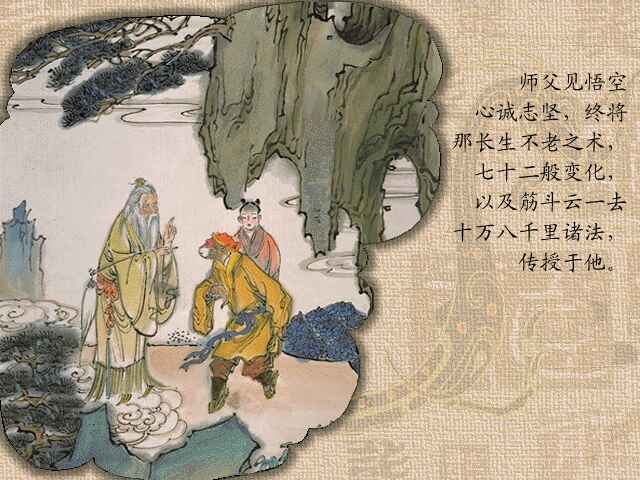 师父见悟空
心诚志坚，终将
那长生不老之术，
七十二般变化，
以及筋斗云一去
十万八千里诸法，
传授于他。